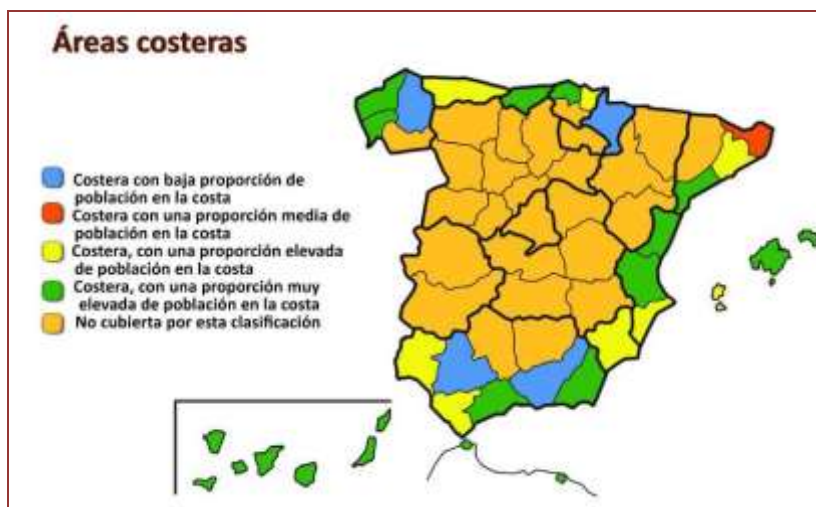 Áreas costeras
Costera con baja proporción de
población en la costa
Costera con una proporción media de
población en la costa
Costera, con una proporción elevada
de población en la costa
Costera, con una proporción muy
elevada de población en la costa
No cubierta por esta clasificación